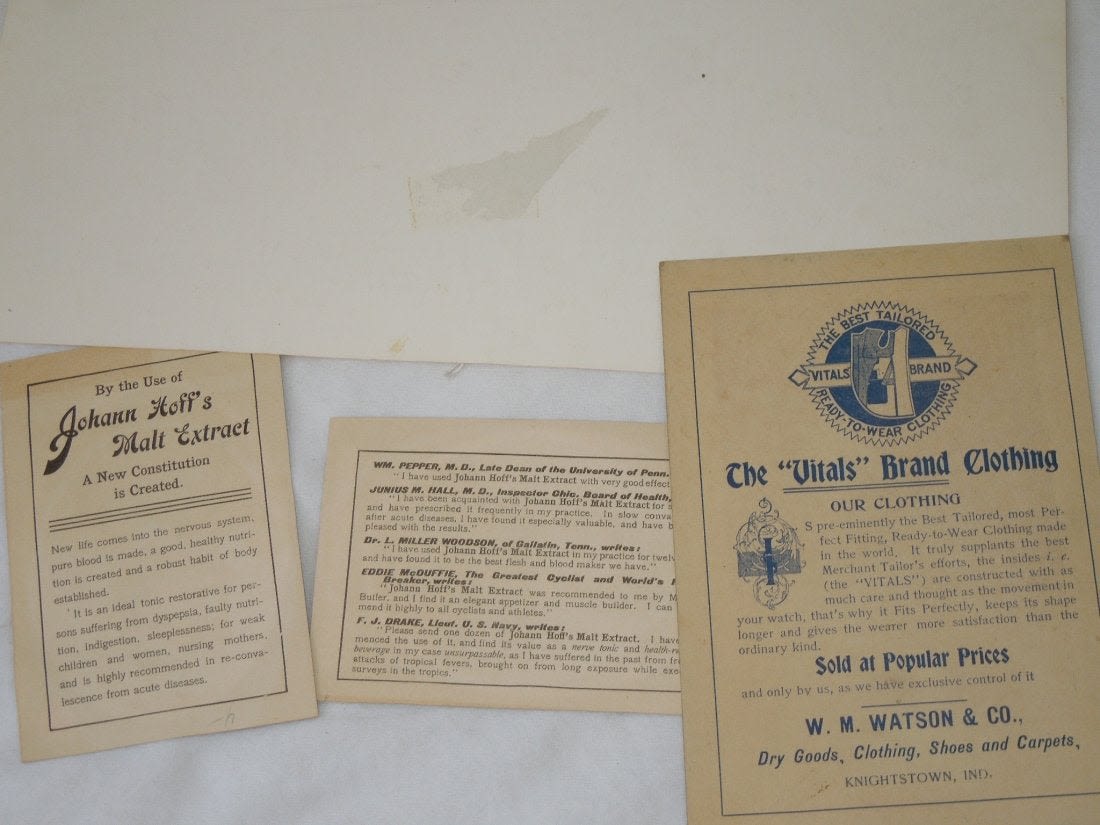 By the Use of
Johann Hoff's
Malt Extract
A New Constitution
is Created.
New life comes into the nervous system,
pure blood is made, a good, healthy nutri-
tion is created and a robust habit of body
established.
It is an ideal tonic restorative for per-
sons suffering from dyspepsia, faulty nutri-
tion, indigestion, sleeplessness; for weak
children and women, nursing mothers,
and is highly recommended in re-conva-
lescence from acute diseases.
WM. PEPPER, M.D., Late Dean of the University of Penn.
"I have used Johann Hoff's Malt Extract with very good effect
JUNIUS M. HALL, M.D., Inspector Chic. Board of Health,
"I have been acquainted with Johann Hoff's Malt Extract for
and have prescribed it frequently in my practice. In slow conva
after acute diseases, I have found it especially valuable, and have b
pleased with the results."
Dr. L. MILLER WOODSON, of Gallatin, Tenn., writes:
"I have used Johann Hoff's Malt Extract in my practice for twel
and have found it to be the best flesh and blood maker we have."
EDDIE McDUFFIE, The Greatest Cyclist and World's
Breaker, writes:
"Johann Hoff's Malt Extract was recommended to me by M
Butler, and I find it an elegant appetizer and muscle builder. I can
mend it highly to all cyclists and athletes."
F. J. DRAKE, Lieut. U. S. Navy, writes:
"Please send one dozen of Johann Hoff's Malt Extract. I hav
menced the use of it, and find its value as a nerve tonic and health-r
beverage in my case unsurpassable, as I have suffered in the past from fr
attacks of tropical fevers, brought on from long exposure while exe
surveys in the tropics."
THE BEST TAILORED
"VITALS" BRAND
READY-TO-WEAR CLOTHING
The "Vitals" Brand Clothing
OUR CLOTHING
IS pre-eminently the Best Tailored, most Per-
fect Fitting, Ready-to-Wear Clothing made
in the world. It truly supplants the best
Merchant Tailor's efforts, the insides i. e.
(the "VITALS") are constructed with as
much care and thought as the movement in
your watch, that's why it Fits Perfectly, keeps its shape
longer and gives the wearer more satisfaction than the
ordinary kind.
Sold at Popular Prices
and only by us, as we have exclusive control of it
W. M. WATSON & CO.,
Dry Goods, Clothing, Shoes and Carpets,
KNIGHTSTOWN, IND.